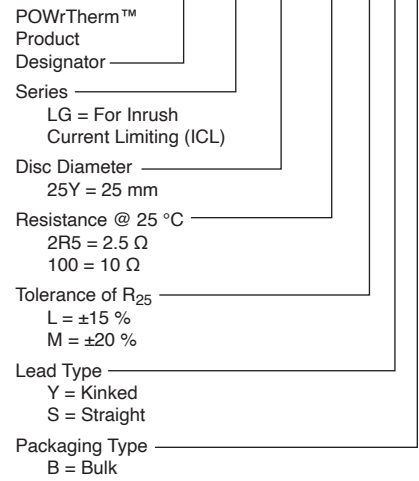 POWrTherm™
Product
Designator
Series
LG = For Inrush
Current Limiting (ICL)
Disc Diameter
25Y = 25 mm
Resistance @ 25 °C
2R5 = 2.5 Ω
100 = 10 Ω
Tolerance of R25
L = ±15 %
M = ±20 %
Lead Type
Y = Kinked
S = Straight
Packaging Type
B = Bulk